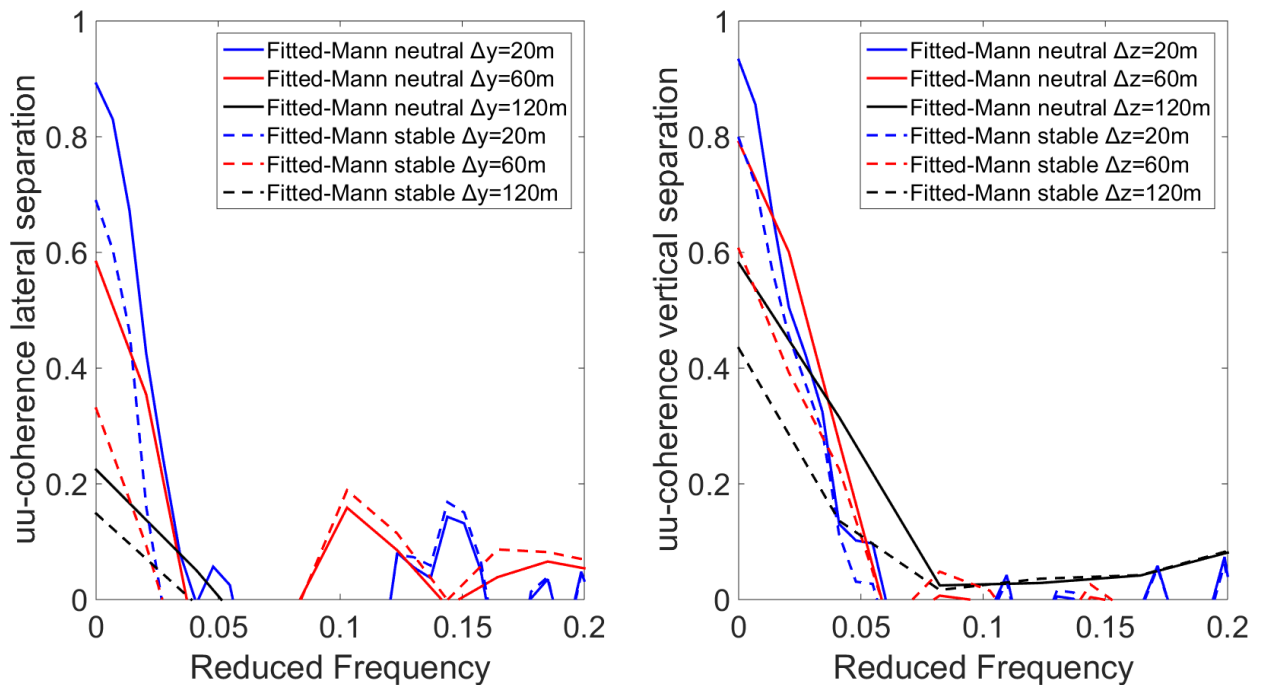 uu-coherence lateral separation
1
0.8
0.6
0.4
0.2
0
Fitted-Mann neutral Δy=20m
Fitted-Mann neutral Δy=60m
Fitted-Mann neutral Δy=120m
Fitted-Mann stable Δy=20m
Fitted-Mann stable Δy=60m
Fitted-Mann stable Δy=120m
0 0.05 0.1 0.15 0.2
Reduced Frequency
uu-coherence vertical separation
1
0.8
0.6
0.4
0.2
0
Fitted-Mann neutral Δz=20m
Fitted-Mann neutral Δz=60m
Fitted-Mann neutral Δz=120m
Fitted-Mann stable Δz=20m
Fitted-Mann stable Δz=60m
Fitted-Mann stable Δz=120m
0 0.05 0.1 0.15 0.2
Reduced Frequency